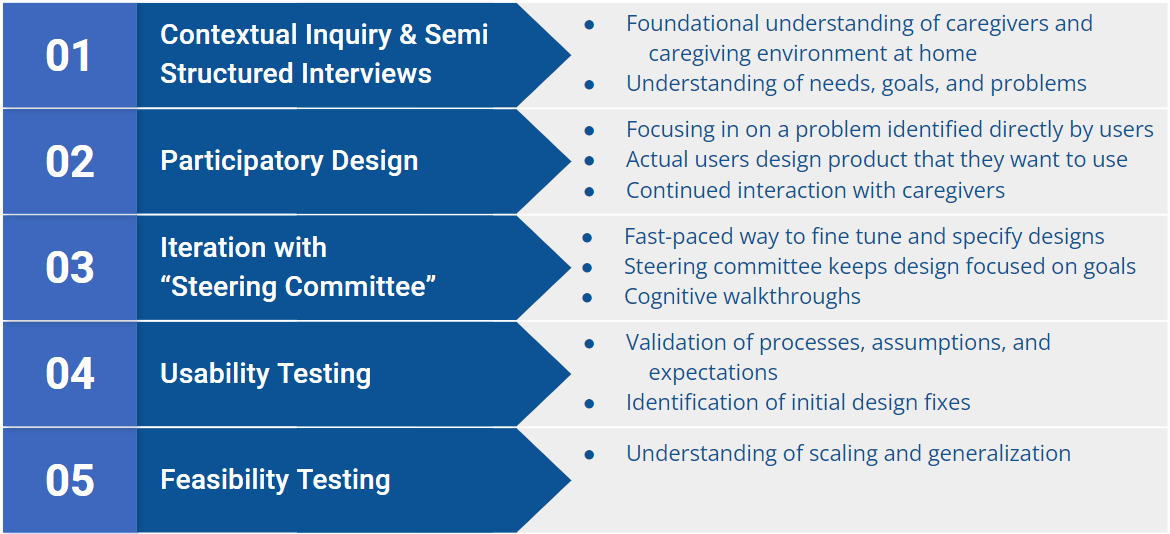 01
Contextual Inquiry & Semi
Structured Interviews
● Foundational understanding of caregivers and
caregiving environment at home
● Understanding of needs, goals, and problems
02
Participatory Design
● Focusing in on a problem identified directly by users
● Actual users design product that they want to use
● Continued interaction with caregivers
03
Iteration with
“Steering Committee”
● Fast-paced way to fine tune and specify designs
● Steering committee keeps design focused on goals
● Cognitive walkthroughs
04
Usability Testing
● Validation of processes, assumptions, and
expectations
● Identification of initial design fixes
05
Feasibility Testing
● Understanding of scaling and generalization